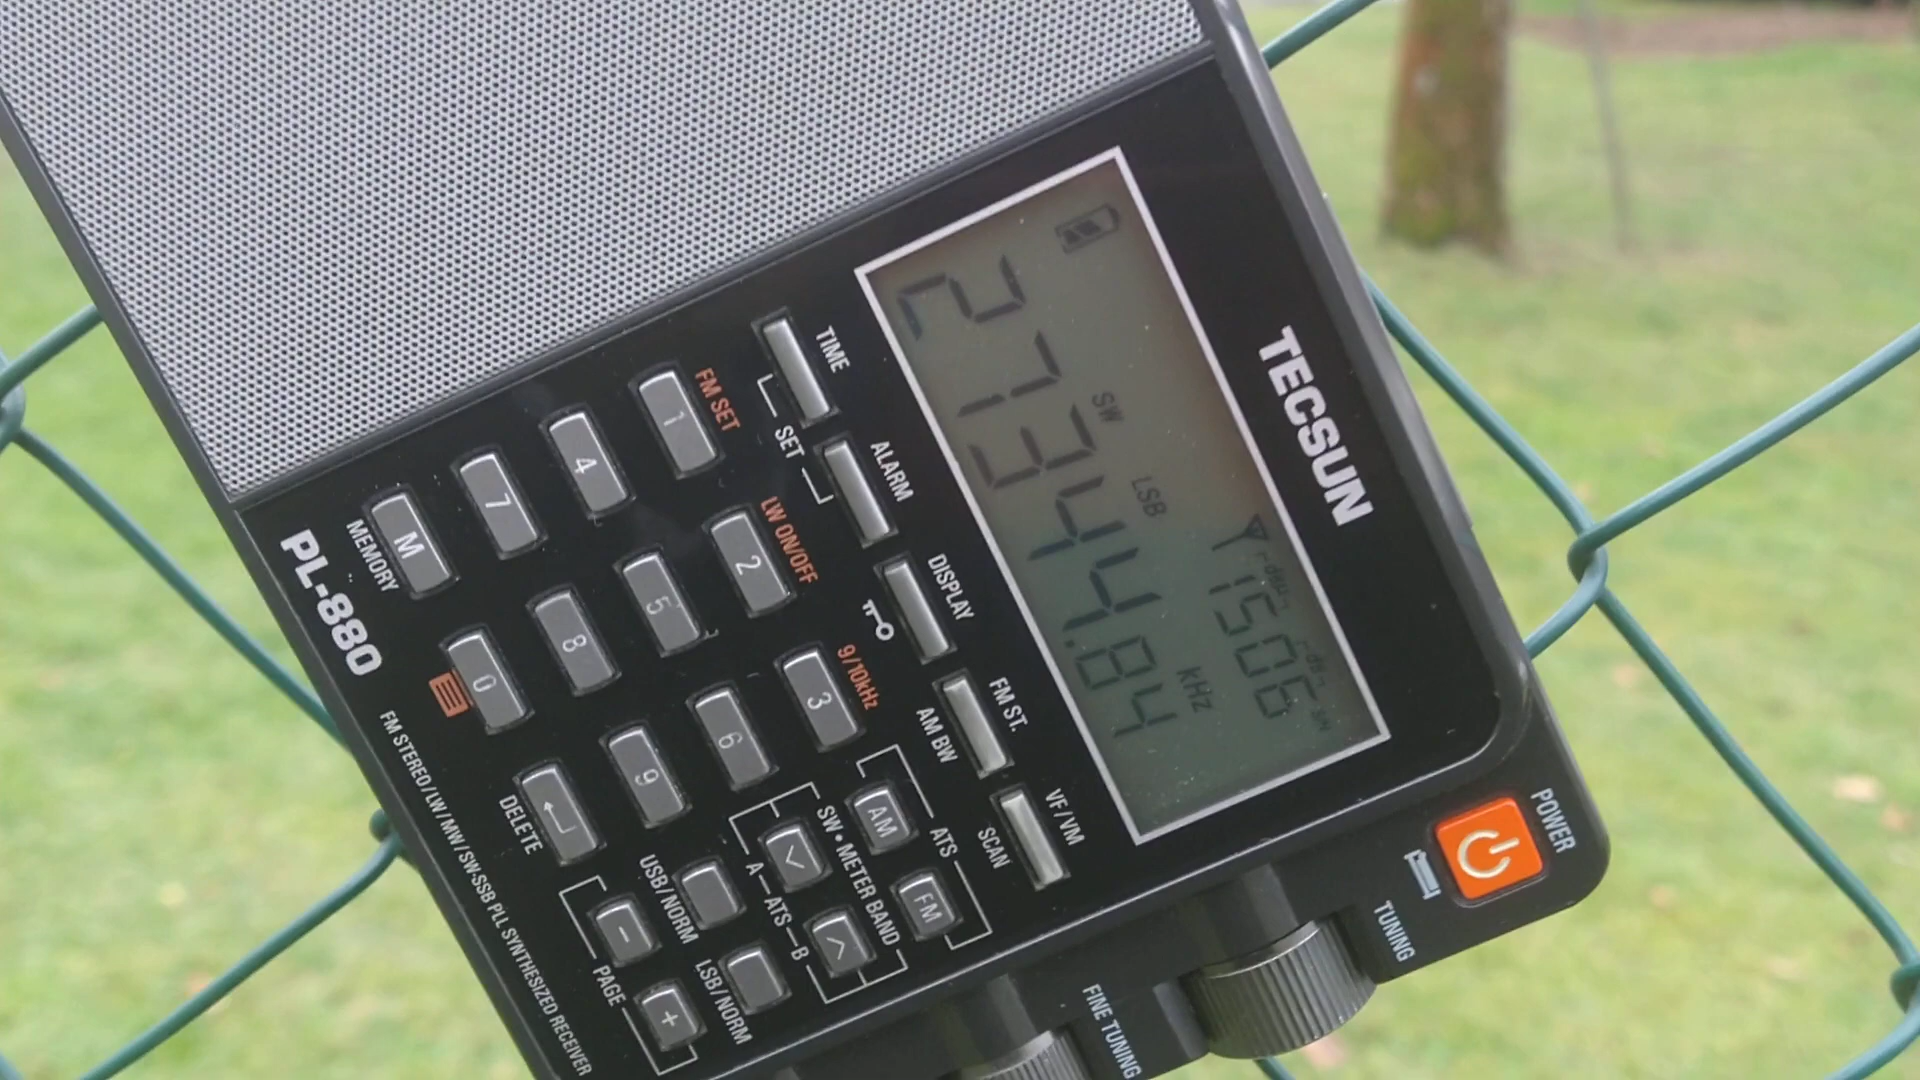 TECSUN
1506
SW
LSB
kHz
27344.84
POWER
TUNING
FINE TUNING
TIME
SET
ALARM
DISPLAY
FM ST.
AM BW
VF/VM
SCAN
FM SET
LW ON/OFF
9/10kHz
1
2
3
4
5
6
7
8
9
M
MEMORY
0
DELETE
AM
FM
ATS
SW•METER BAND
A—ATS—B
USB/NORM
LSB/NORM
PAGE
-
+
PL-880
FM STEREO/LW/MW/SW-SSB PLL SYNTHESIZED RECEIVER